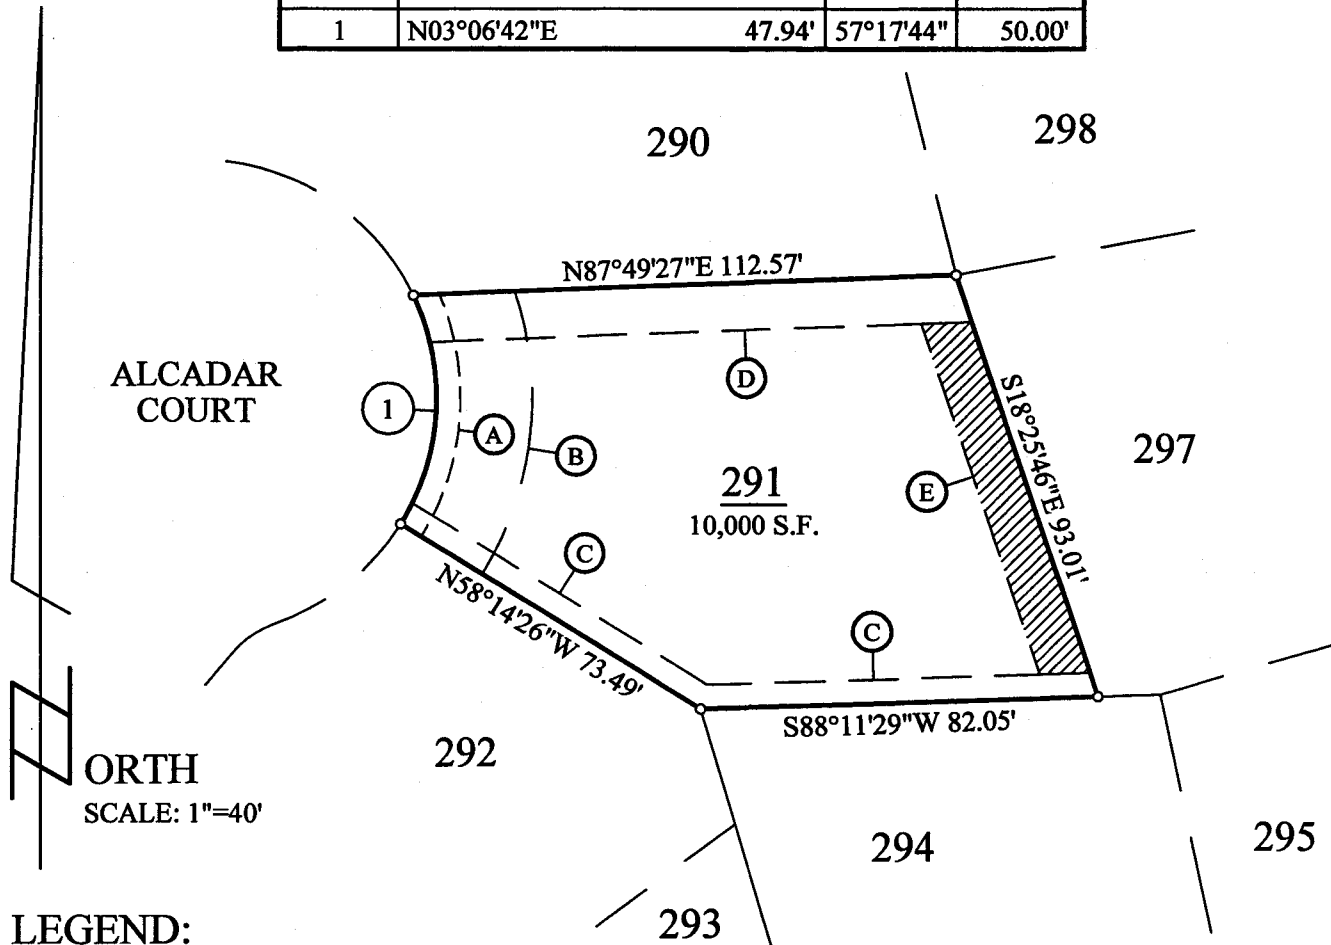 1 N03°06'42"E 47.94' 57°17'44" 50.00'
290
298
N87°49'27"E 112.57'
ALCADAR
COURT
1
A
B
D
S18°25'46"E 93.01'
297
291
10,000 S.F.
E
C
N58°14'26"W 73.49'
C
S88°11'29"W 82.05'
292
NORTH
SCALE: 1"=40'
294
295
293
LEGEND: